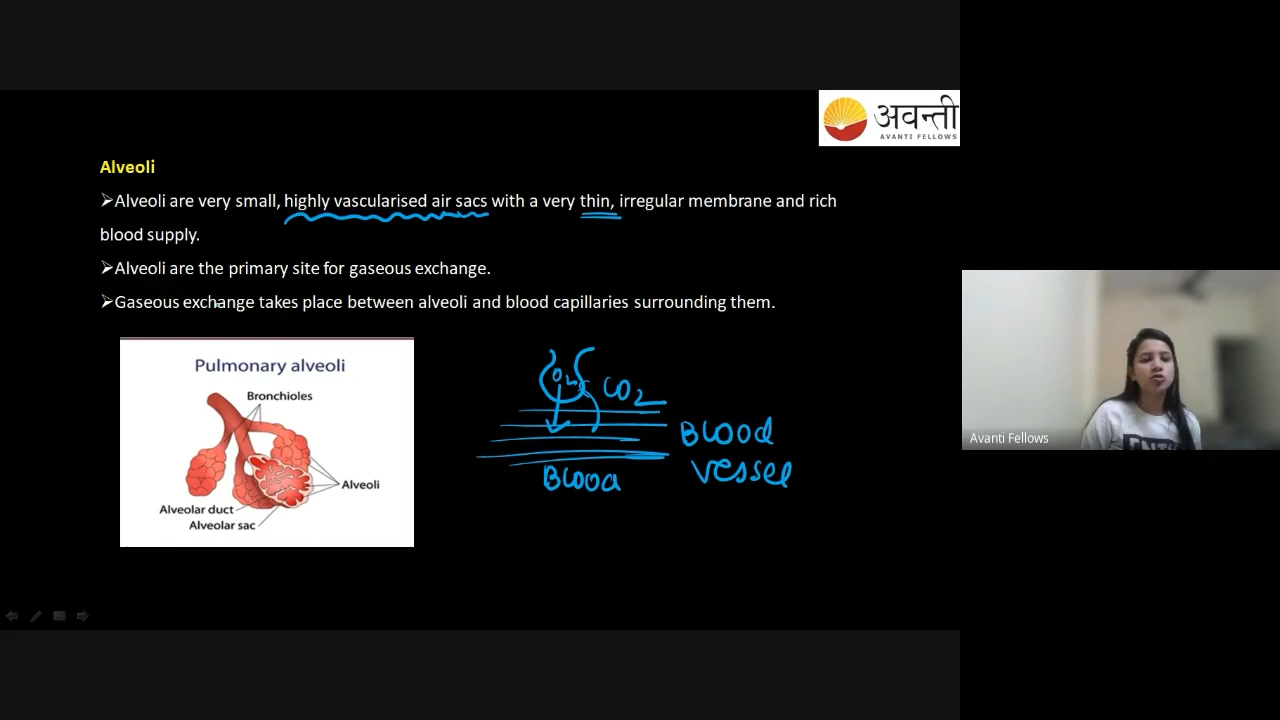 अवन्ती
AVANTI FELLOWS
Alveoli
➢Alveoli are very small, highly vascularised air sacs with a very thin, irregular membrane and rich
blood supply.
➢Alveoli are the primary site for gaseous exchange.
➢Gaseous exchange takes place between alveoli and blood capillaries surrounding them.
Pulmonary alveoli
Bronchioles
Alveoli
Alveolar duct
Alveolar sac
O2
CO2
Blood
vessel
Blood
Avanti Fellows